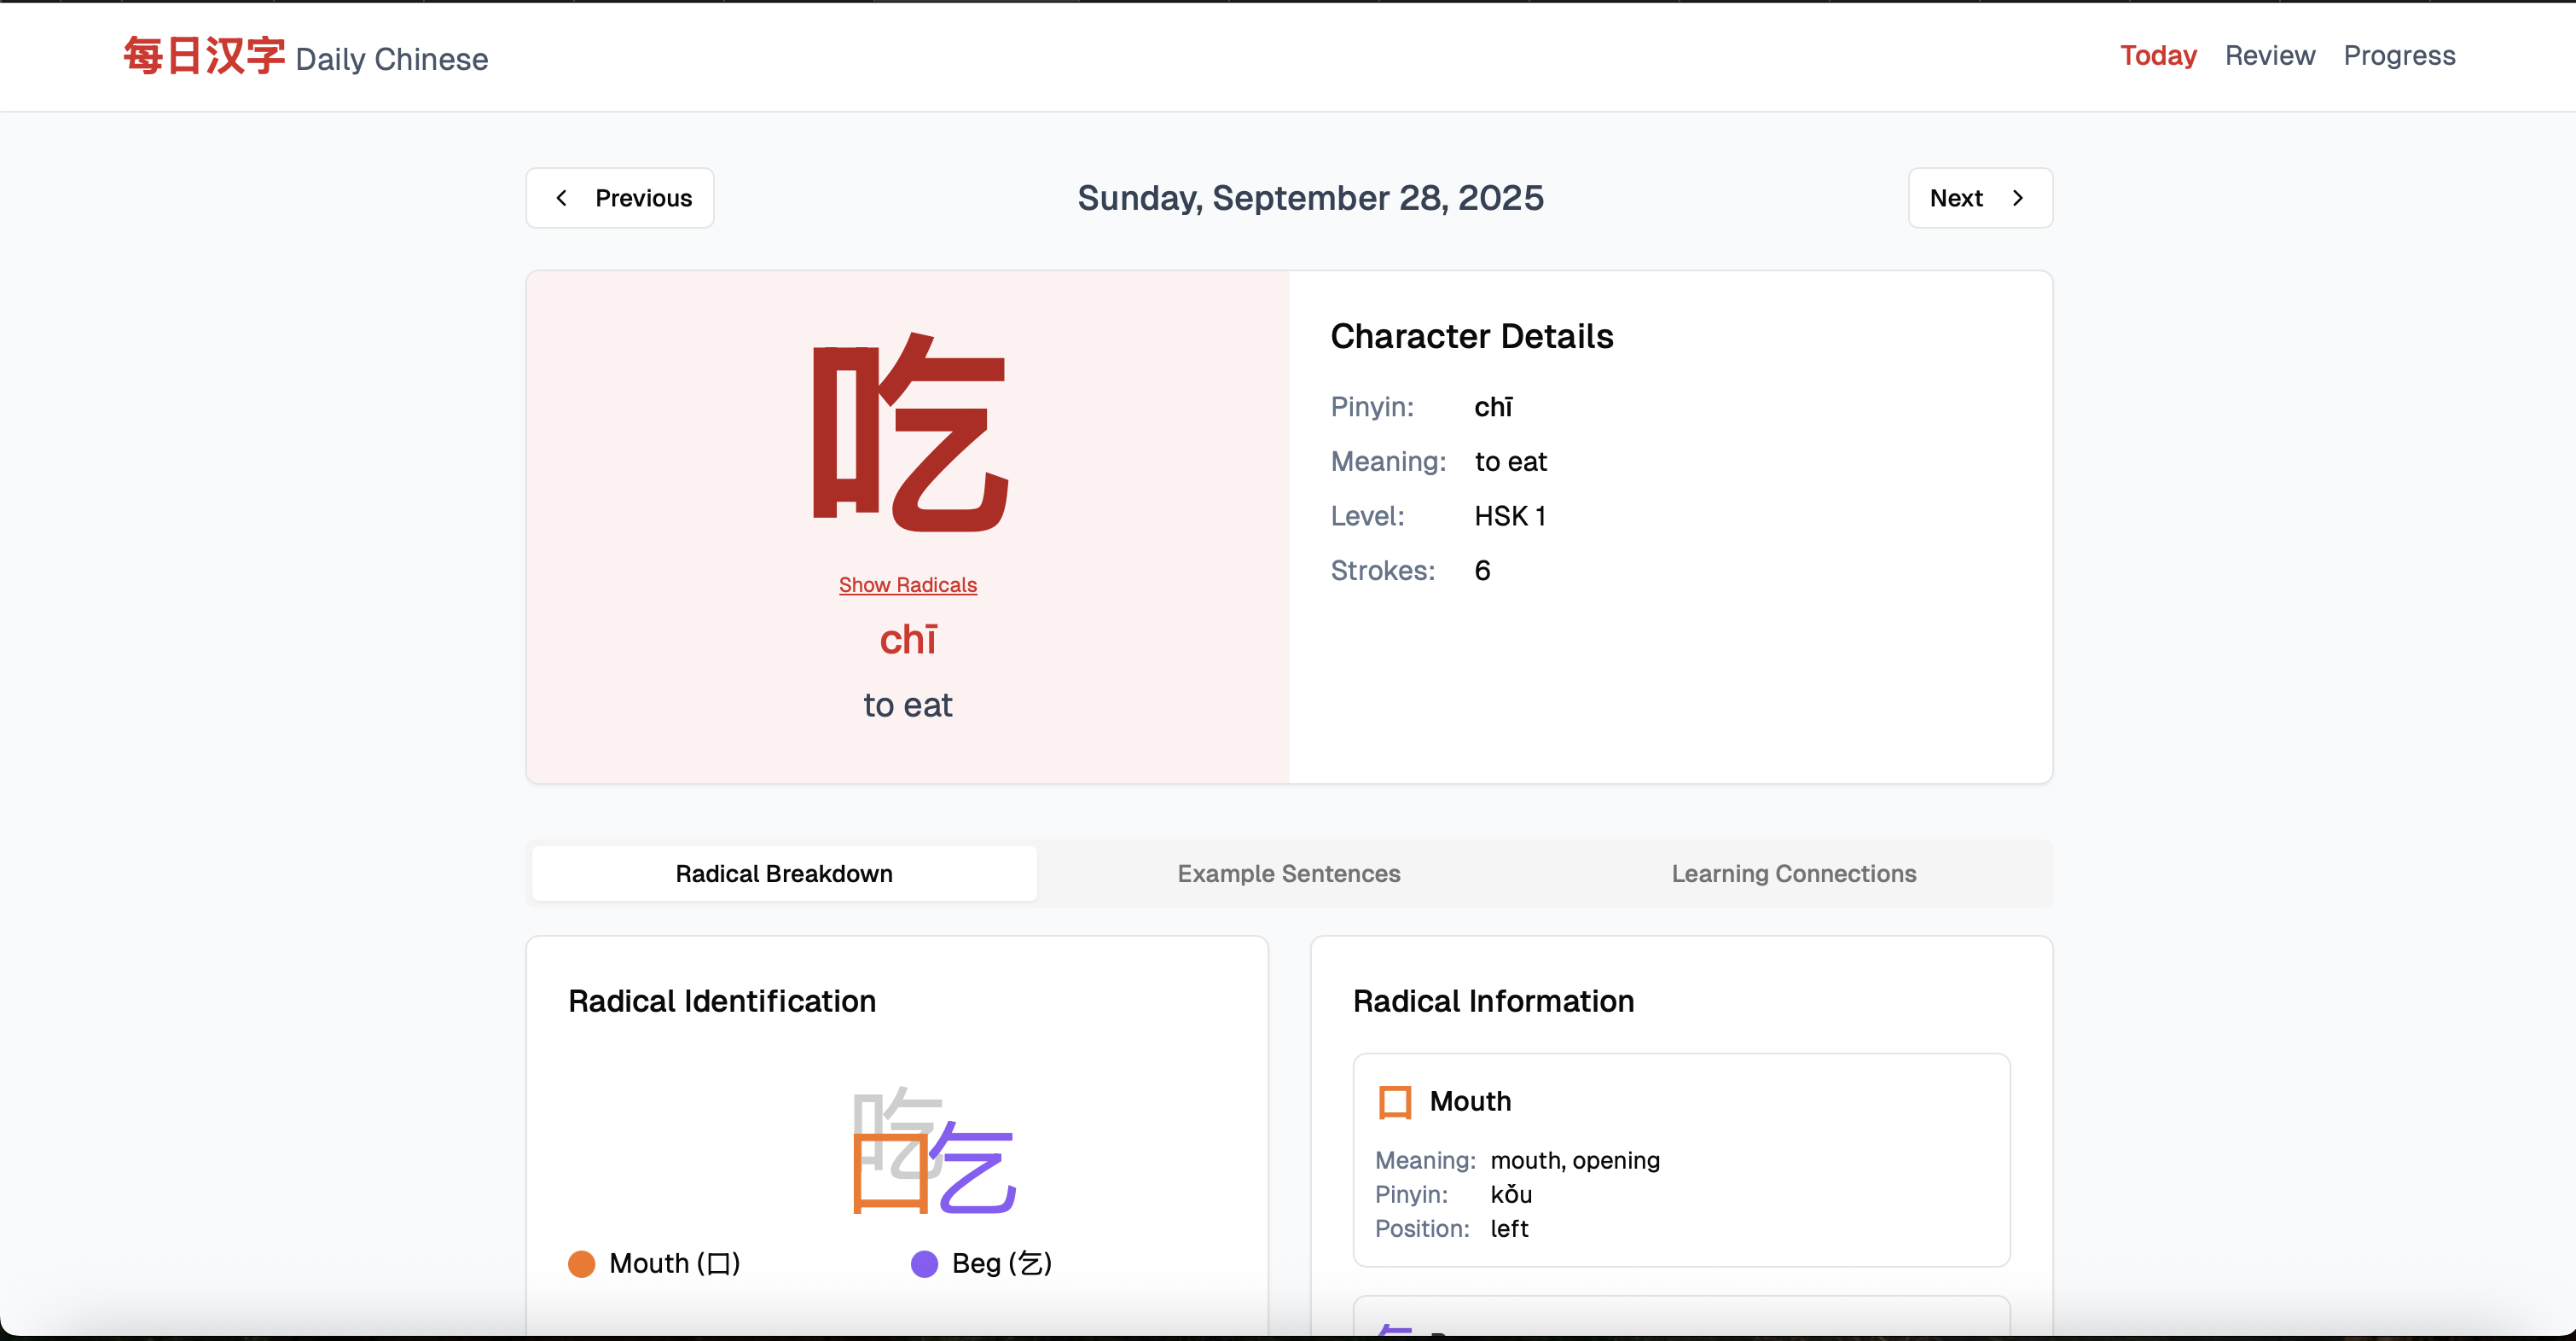 每日汉字 Daily Chinese
Today Review Progress
Previous
Sunday, September 28, 2025
Next
吃
Show Radicals
chī
to eat
Character Details
Pinyin: chī
Meaning: to eat
Level: HSK 1
Strokes: 6
Radical Breakdown
Example Sentences
Learning Connections
Radical Identification
吃
口乞
Mouth (口)
Beg (乞)
Radical Information
口 Mouth
Meaning: mouth, opening
Pinyin: kǒu
Position: left